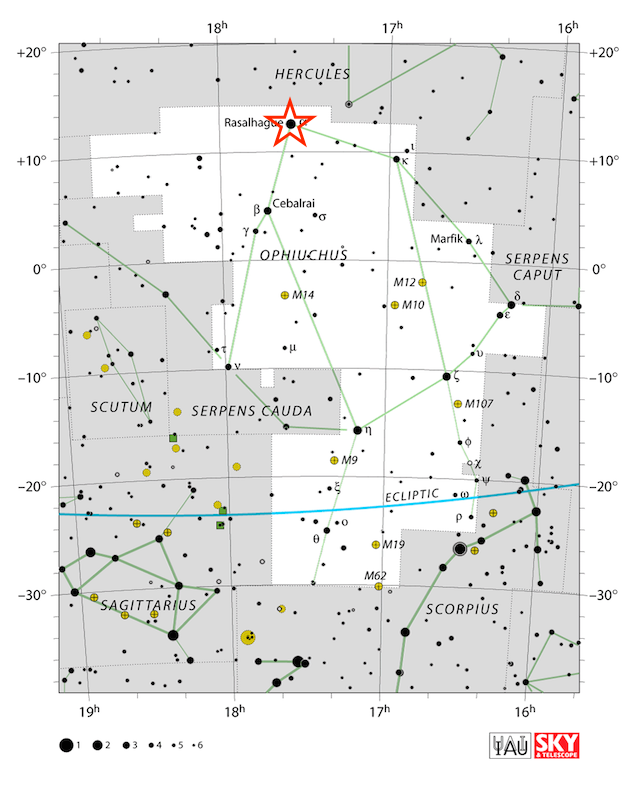 18h 17h 16h
+20° +20°
HERCULES
Rasalhague α
+10° +10°
ι
κ
β Cebalrai
σ
γ
Marfik λ
OPHIUCHUS
SERPENS
CAPUT
0° 0°
M12
M14
M10
δ
ε
τ μ
υ
ν
−10° ζ −10°
SCUTUM SERPENS CAUDA
M107
η
φ
M9
χ
ψ
−20° ξ ECLIPTIC ω −20°
ρ
ο
θ
M19
M62
−30° −30°
SAGITTARIUS SCORPIUS
19h 18h 17h 16h
1 2 3 4 5 6
IAU SKY
& TELESCOPE